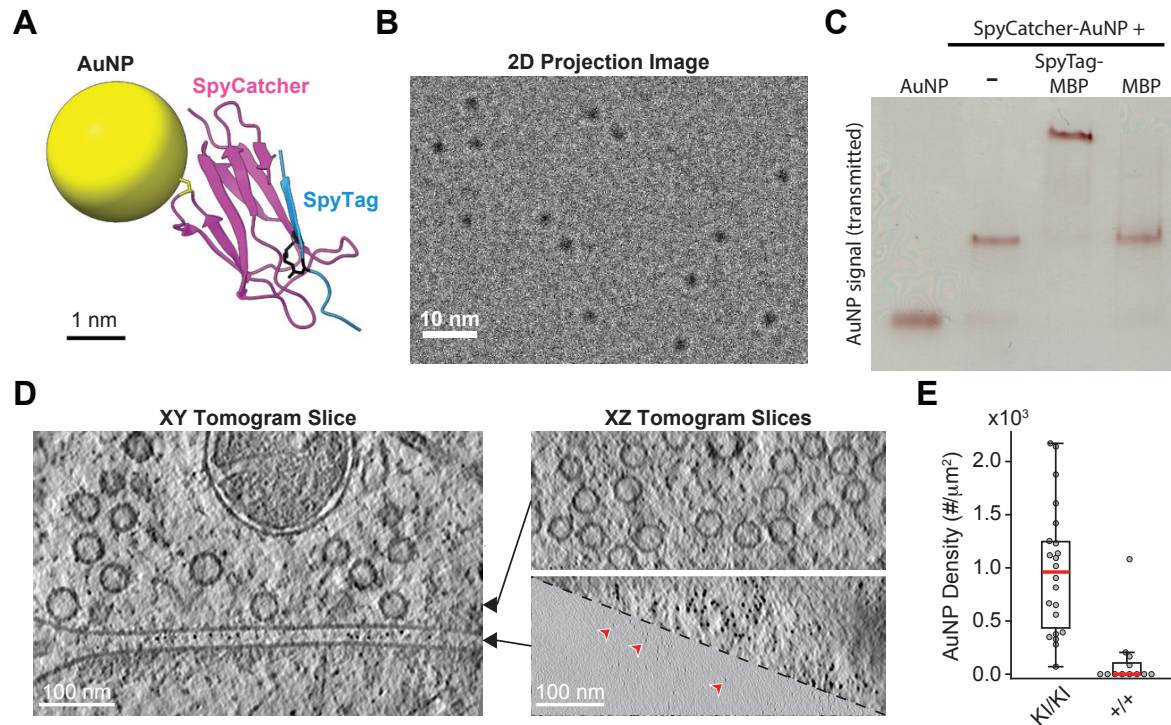 A
AuNP
SpyCatcher
SpyTag
1 nm
B
2D Projection Image
10 nm
C
SpyCatcher-AuNP +
AuNP
–
SpyTag-
MBP
MBP
AuNP signal (transmitted)
D
XY Tomogram Slice
100 nm
XZ Tomogram Slices
100 nm
E
x10³
AuNP Density (#/µm²)
2.0
1.5
1.0
0.5
0.0
KI/KI
+/+